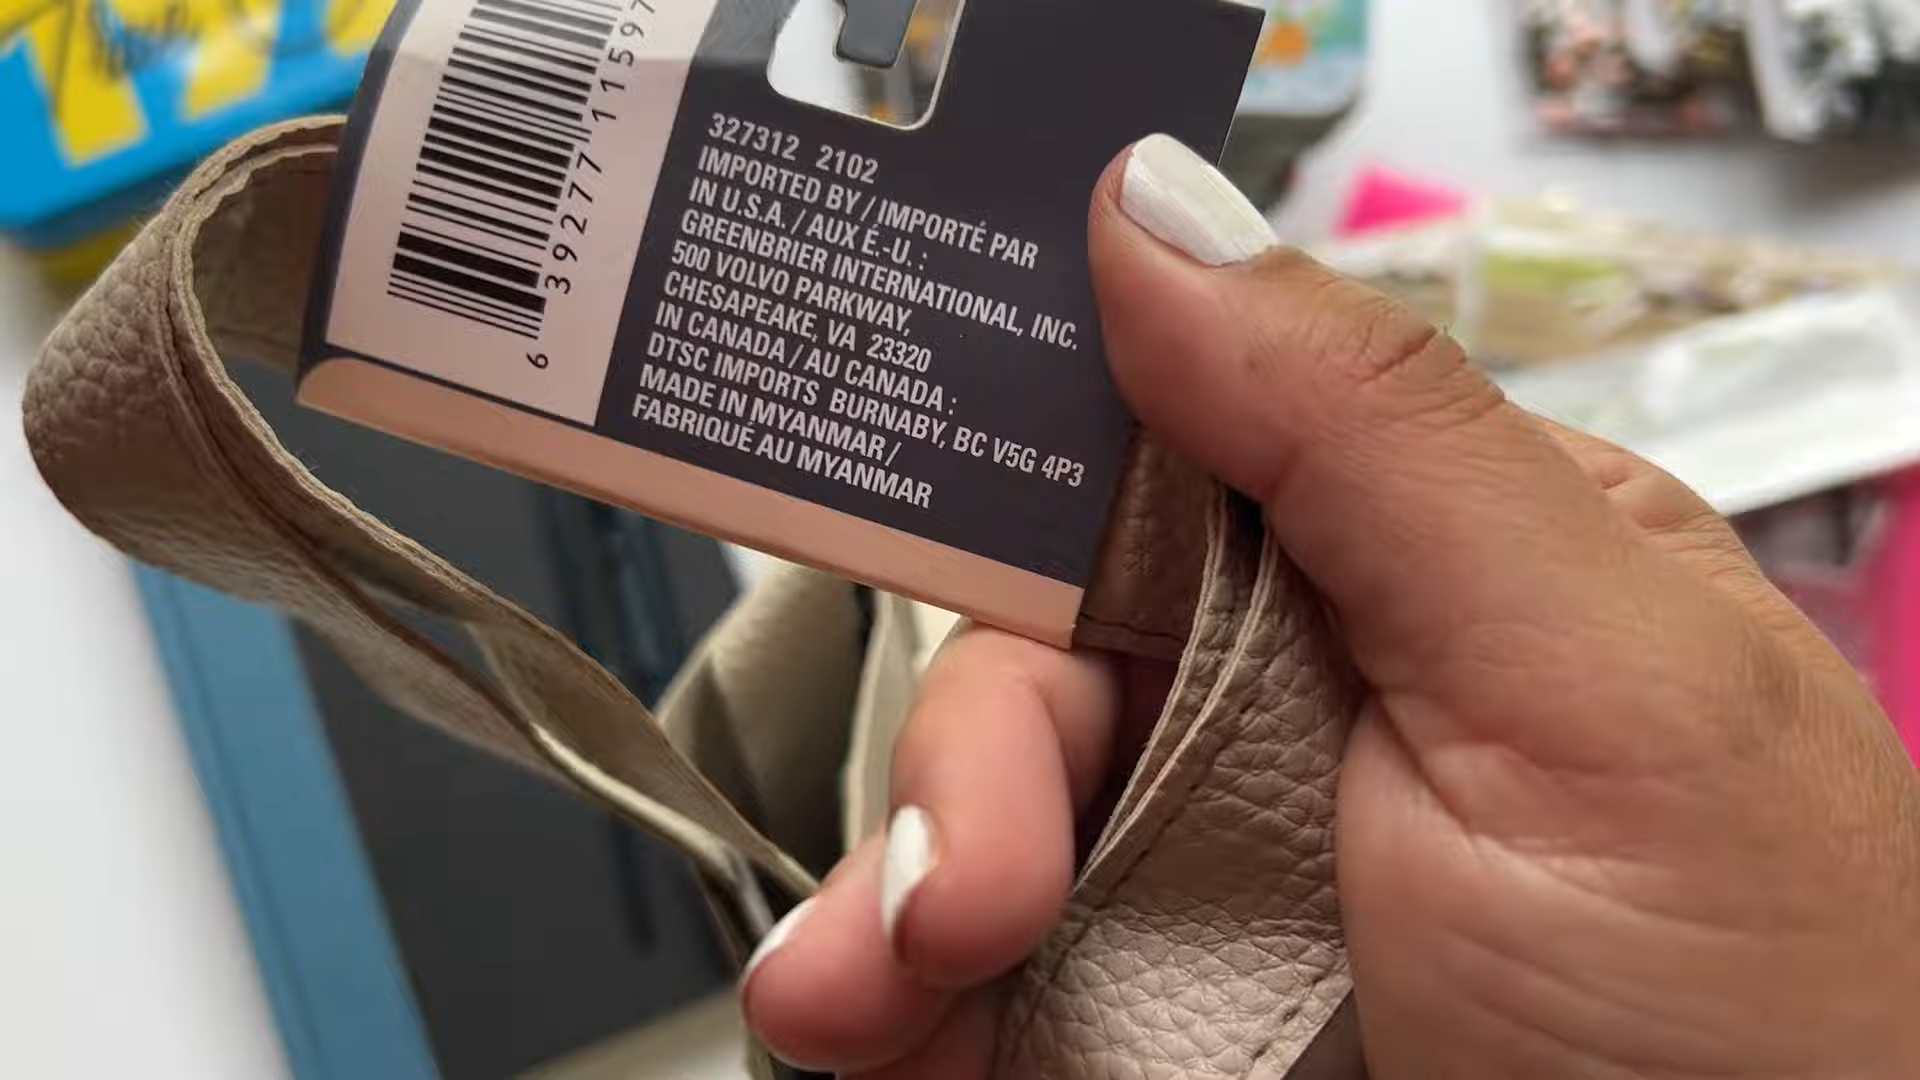 6 39277 11597
327312 2102
IMPORTED BY / IMPORTÉ PAR
IN U.S.A. / AUX É.-U. :
GREENBRIER INTERNATIONAL, INC.
500 VOLVO PARKWAY,
CHESAPEAKE, VA 23320
IN CANADA / AU CANADA :
DTSC IMPORTS BURNABY, BC V5G 4P3
MADE IN MYANMAR /
FABRIQUÉ AU MYANMAR